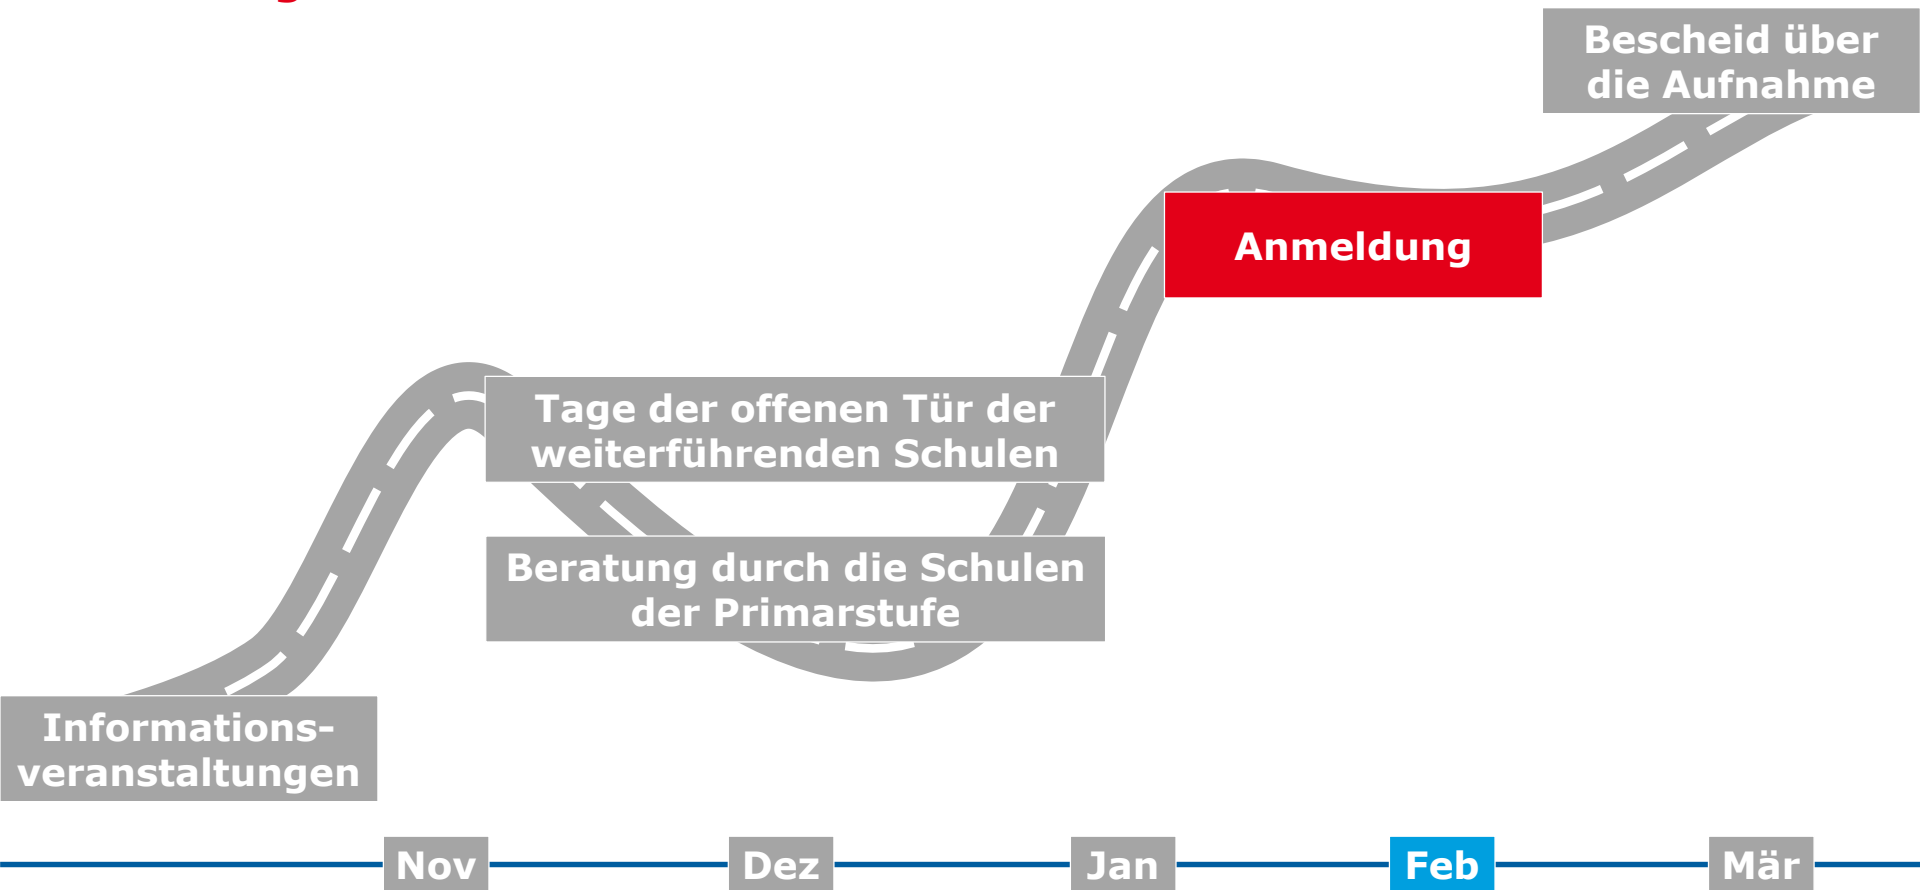 Bescheid über
die Aufnahme
Anmeldung
Tage der offenen Tür der
weiterführenden Schulen
Beratung durch die Schulen
der Primarstufe
Informations-
veranstaltungen
Nov
Dez
Jan
Feb
Mär